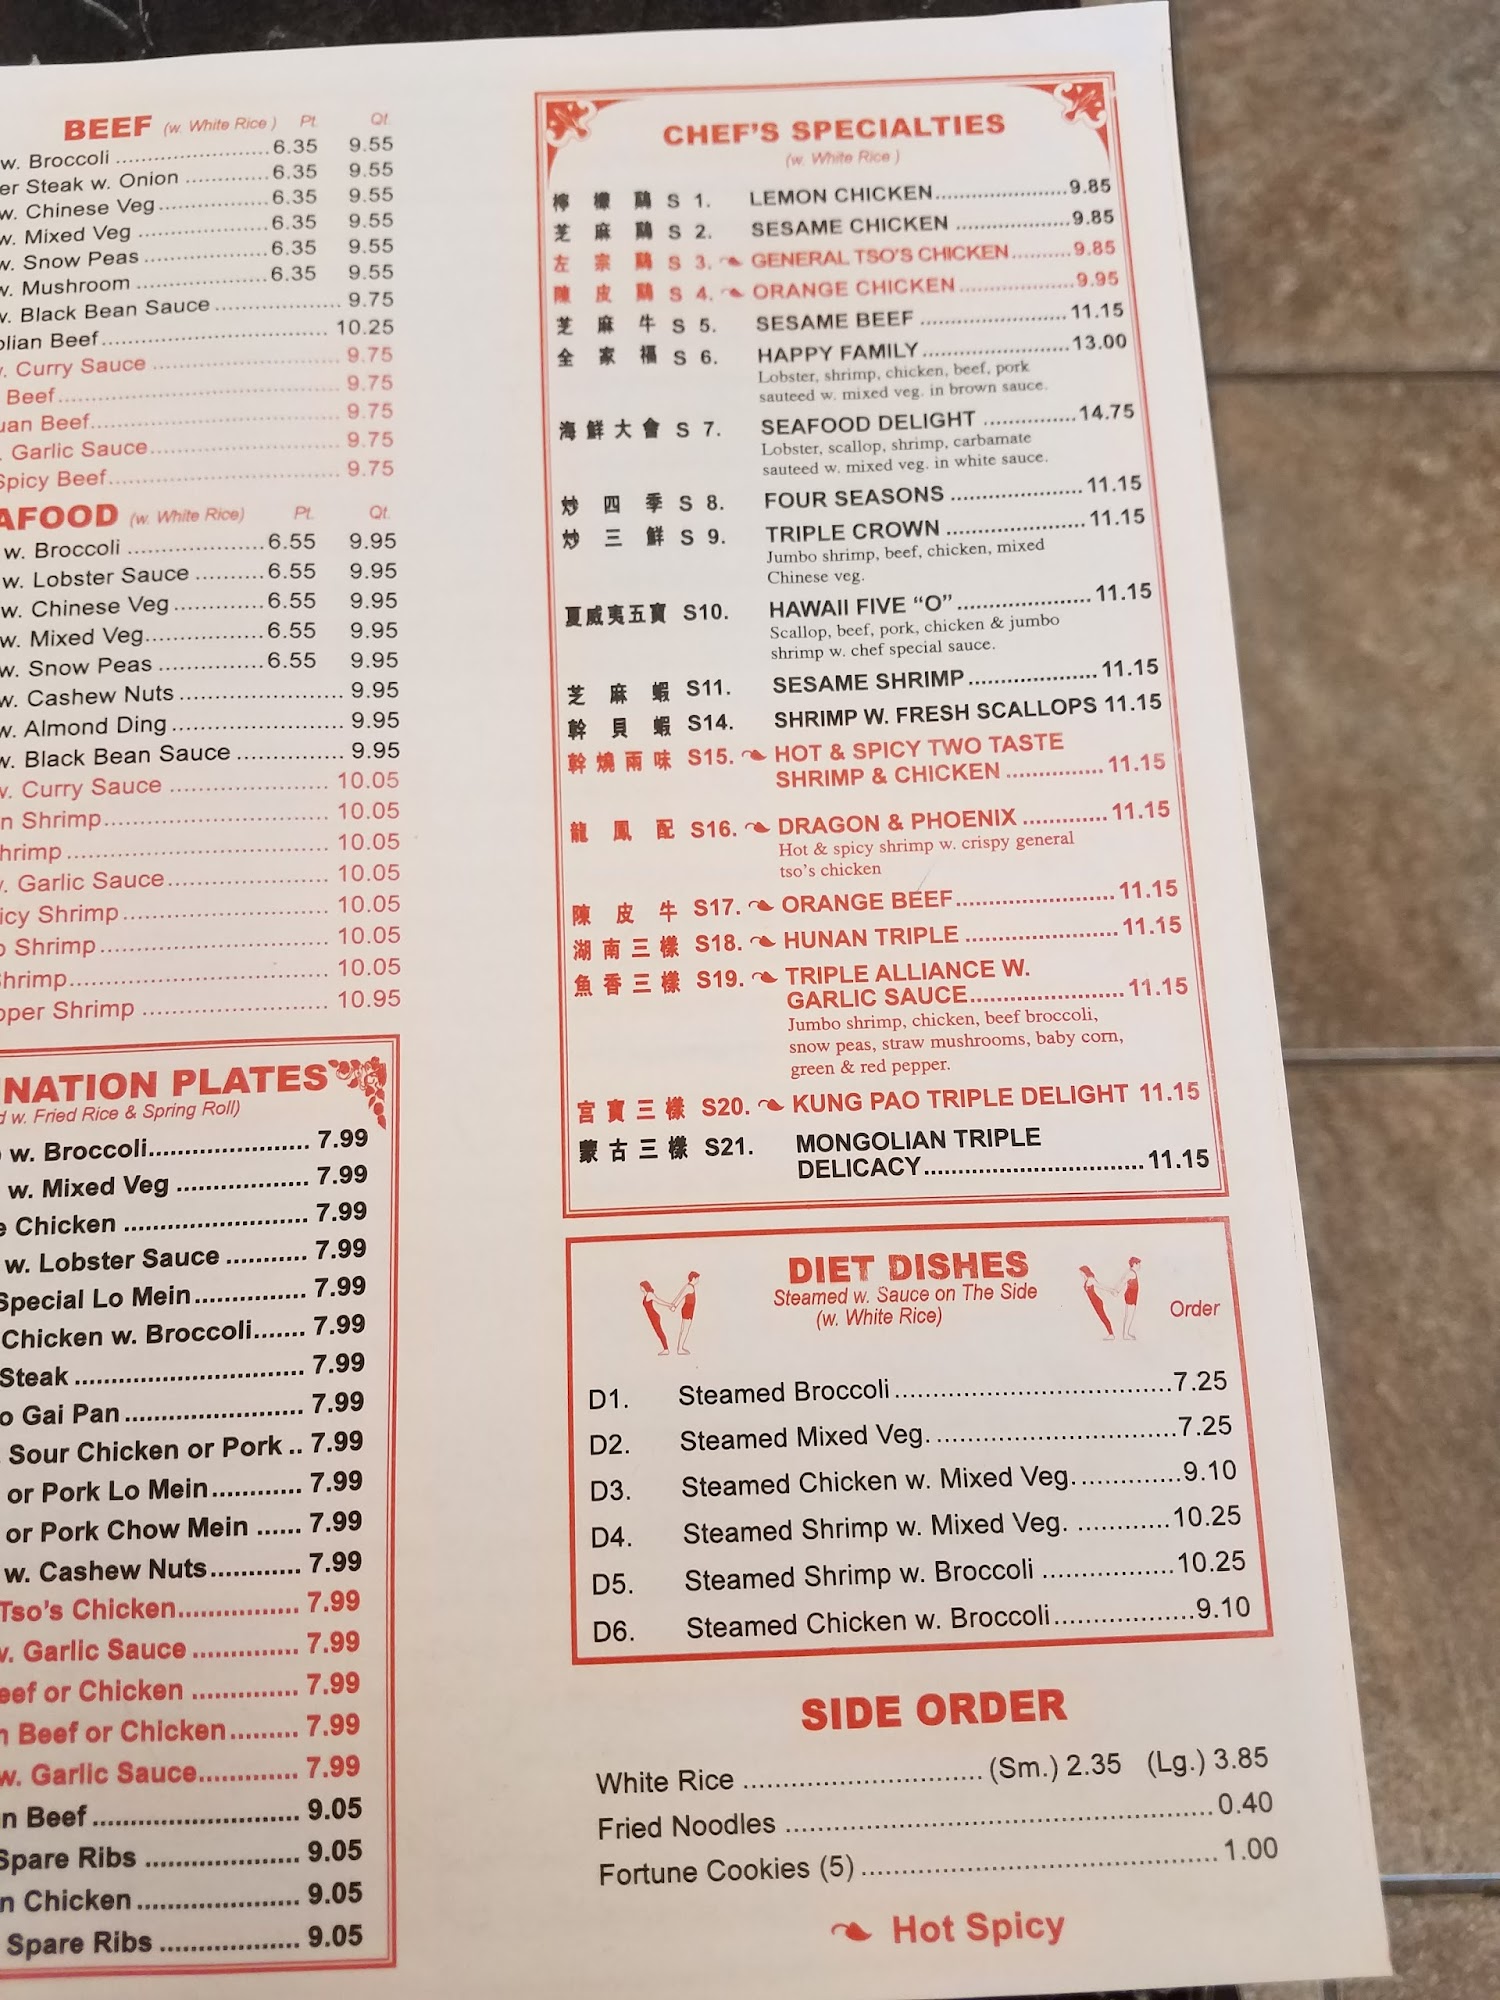 BEEF (w. White Rice ) Pt. Qt.
w. Broccoli ........................ 6.35 9.55
er Steak w. Onion ............. 6.35 9.55
w. Chinese Veg ................. 6.35 9.55
w. Mixed Veg .................... 6.35 9.55
w. Snow Peas ................... 6.35 9.55
w. Mushroom .................... 6.35 9.55
w. Black Bean Sauce .................... 9.75
olian Beef .................................... 10.25
w. Curry Sauce ............................. 9.75
Beef ............................................. 9.75
uan Beef ...................................... 9.75
. Garlic Sauce .............................. 9.75
Spicy Beef ................................... 9.75
AFOOD (w. White Rice) Pt. Qt.
w. Broccoli ..................... 6.55 9.95
w. Lobster Sauce .......... 6.55 9.95
w. Chinese Veg ............. 6.55 9.95
w. Mixed Veg ................. 6.55 9.95
w. Snow Peas ............... 6.55 9.95
w. Cashew Nuts ......................... 9.95
w. Almond Ding .......................... 9.95
w. Black Bean Sauce ................ 9.95
w. Curry Sauce ........................ 10.05
n Shrimp .................................. 10.05
hrimp ....................................... 10.05
w. Garlic Sauce ........................ 10.05
icy Shrimp ............................... 10.05
o Shrimp .................................. 10.05
Shrimp ..................................... 10.05
pper Shrimp ............................ 10.95
INATION PLATES
d w. Fried Rice & Spring Roll)
w. Broccoli ....................... 7.99
w. Mixed Veg ................... 7.99
e Chicken ........................... 7.99
w. Lobster Sauce ........... 7.99
Special Lo Mein ................ 7.99
Chicken w. Broccoli ....... 7.99
Steak ................................. 7.99
o Gai Pan .......................... 7.99
Sour Chicken or Pork .. 7.99
or Pork Lo Mein ............ 7.99
or Pork Chow Mein ...... 7.99
w. Cashew Nuts ............ 7.99
Tso's Chicken ................. 7.99
w. Garlic Sauce ............... 7.99
eef or Chicken ............... 7.99
n Beef or Chicken ......... 7.99
w. Garlic Sauce .............. 7.99
n Beef .............................. 9.05
Spare Ribs ...................... 9.05
n Chicken ........................ 9.05
Spare Ribs .................... 9.05
CHEF'S SPECIALTIES
(w. White Rice )
檸檬鷄 S 1. LEMON CHICKEN ...................... 9.85
芝麻鷄 S 2. SESAME CHICKEN ................... 9.85
左宗鷄 S 3. GENERAL TSO'S CHICKEN .......... 9.85
陳皮鷄 S 4. ORANGE CHICKEN ................... 9.95
芝麻牛 S 5. SESAME BEEF ........................ 11.15
全家福 S 6. HAPPY FAMILY ........................ 13.00
Lobster, shrimp, chicken, beef, pork
sauteed w. mixed veg. in brown sauce.
海鮮大會 S 7. SEAFOOD DELIGHT ............... 14.75
Lobster, scallop, shrimp, carbamate
sauteed w. mixed veg. in white sauce.
炒四季 S 8. FOUR SEASONS ...................... 11.15
炒三鮮 S 9. TRIPLE CROWN ....................... 11.15
Jumbo shrimp, beef, chicken, mixed
Chinese veg.
夏威夷五寶 S10. HAWAII FIVE “O” ...................... 11.15
Scallop, beef, pork, chicken & jumbo
shrimp w. chef special sauce.
芝麻蝦 S11. SESAME SHRIMP .................... 11.15
幹貝蝦 S14. SHRIMP W. FRESH SCALLOPS 11.15
幹燒兩味 S15. HOT & SPICY TWO TASTE
SHRIMP & CHICKEN ................ 11.15
龍鳳配 S16. DRAGON & PHOENIX .............. 11.15
Hot & spicy shrimp w. crispy general
tso's chicken
陳皮牛 S17. ORANGE BEEF ......................... 11.15
湖南三樣 S18. HUNAN TRIPLE ......................... 11.15
魚香三樣 S19. TRIPLE ALLIANCE W.
GARLIC SAUCE ......................... 11.15
Jumbo shrimp, chicken, beef broccoli,
snow peas, straw mushrooms, baby corn,
green & red pepper.
宮寶三樣 S20. KUNG PAO TRIPLE DELIGHT 11.15
蒙古三樣 S21. MONGOLIAN TRIPLE
DELICACY ................................. 11.15
DIET DISHES
Steamed w. Sauce on The Side
(w. White Rice)
Order
D1. Steamed Broccoli ..................................... 7.25
D2. Steamed Mixed Veg. ................................ 7.25
D3. Steamed Chicken w. Mixed Veg. ............. 9.10
D4. Steamed Shrimp w. Mixed Veg. ............ 10.25
D5. Steamed Shrimp w. Broccoli ................. 10.25
D6. Steamed Chicken w. Broccoli ................... 9.10
SIDE ORDER
White Rice ............................... (Sm.) 2.35 (Lg.) 3.85
Fried Noodles ....................................................... 0.40
Fortune Cookies (5) .............................................. 1.00
Hot Spicy